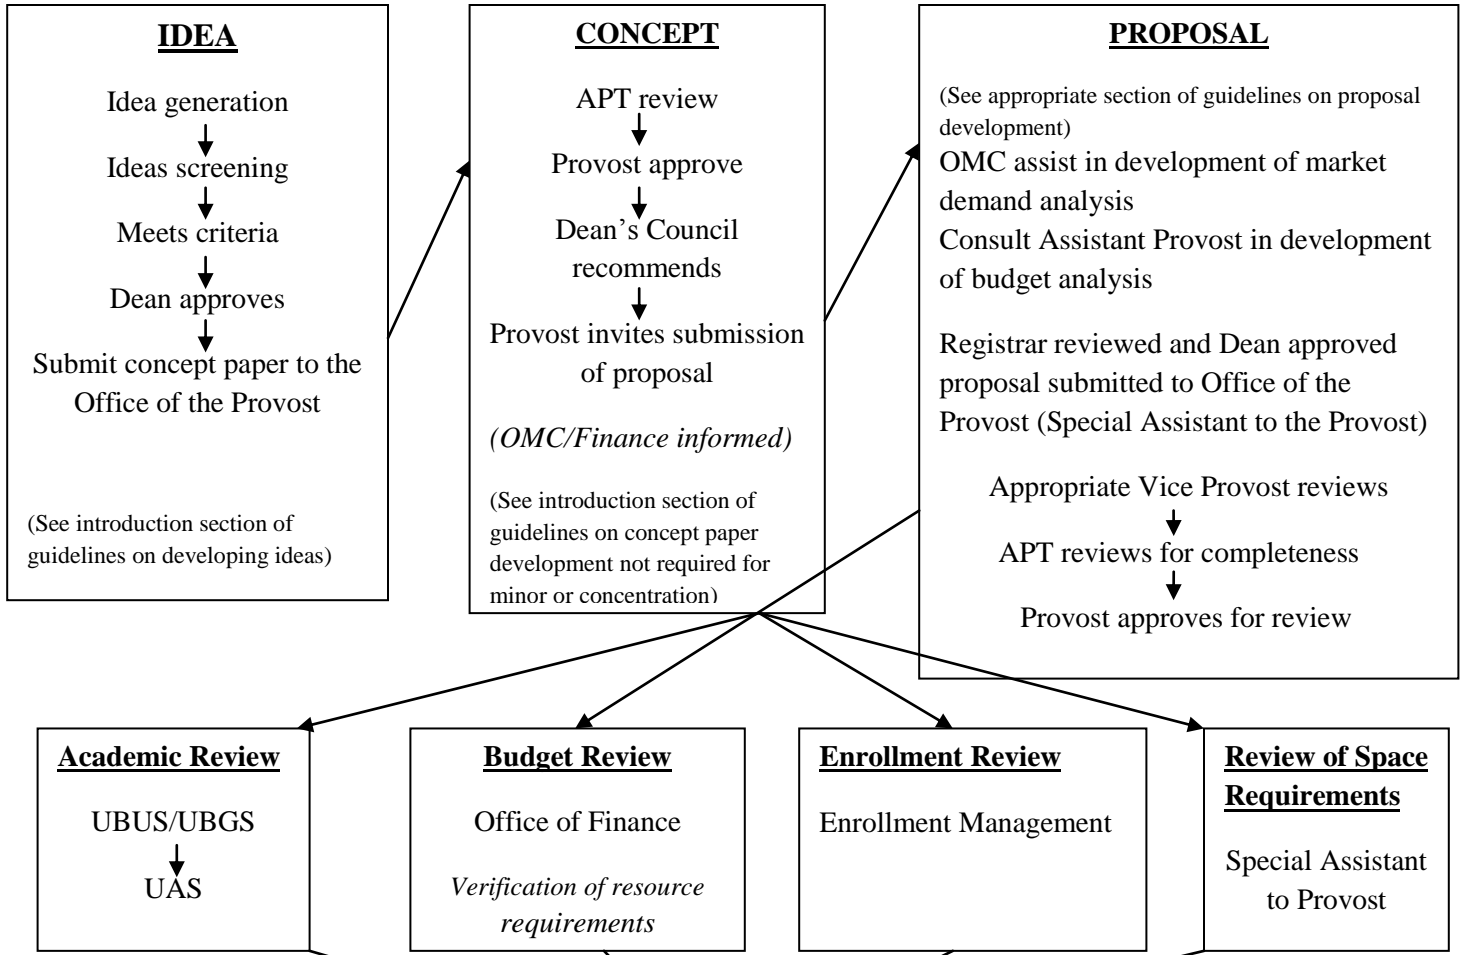 IDEA
Idea generation
Ideas screening
Meets criteria
Dean approves
Submit concept paper to the
Office of the Provost
(See introduction section of
guidelines on developing ideas)
CONCEPT
APT review
Provost approve
Dean’s Council
recommends
Provost invites submission
of proposal
(OMC/Finance informed)
(See introduction section of
guidelines on concept paper
development not required for
minor or concentration)
PROPOSAL
(See appropriate section of guidelines on proposal
development)
OMC assist in development of market
demand analysis
Consult Assistant Provost in development
of budget analysis
Registrar reviewed and Dean approved
proposal submitted to Office of the
Provost (Special Assistant to the Provost)
Appropriate Vice Provost reviews
APT reviews for completeness
Provost approves for review
Academic Review
UBUS/UBGS
UAS
Budget Review
Office of Finance
Verification of resource
requirements
Enrollment Review
Enrollment Management
Review of Space
Requirements
Special Assistant
to Provost